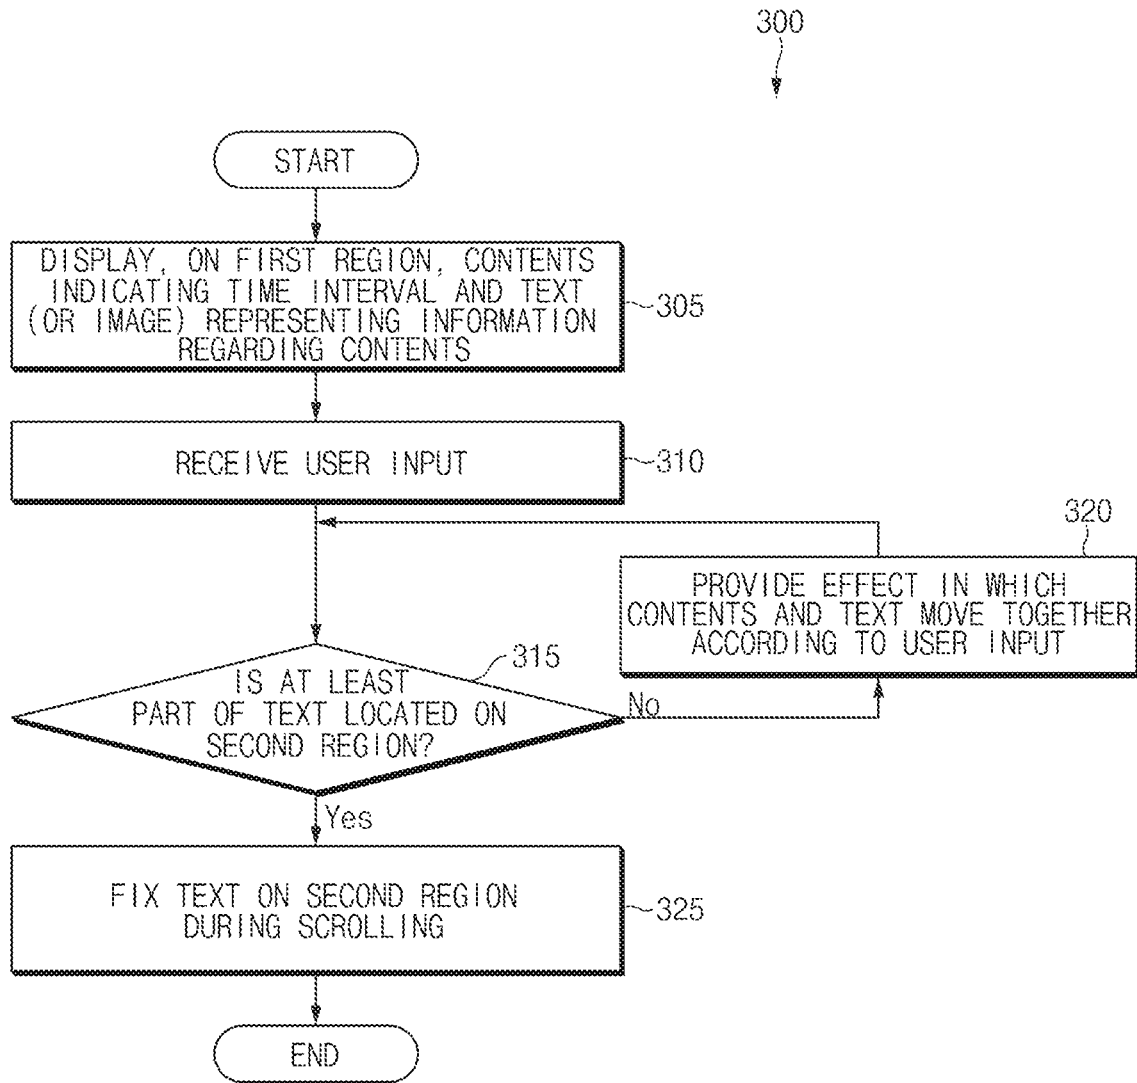 300
START
DISPLAY, ON FIRST REGION, CONTENTS
INDICATING TIME INTERVAL AND TEXT
(OR IMAGE) REPRESENTING INFORMATION
REGARDING CONTENTS
305
RECEIVE USER INPUT
310
320
PROVIDE EFFECT IN WHICH
CONTENTS AND TEXT MOVE TOGETHER
ACCORDING TO USER INPUT
315
IS AT LEAST
PART OF TEXT LOCATED ON
SECOND REGION?
No
Yes
FIX TEXT ON SECOND REGION
DURING SCROLLING
325
END